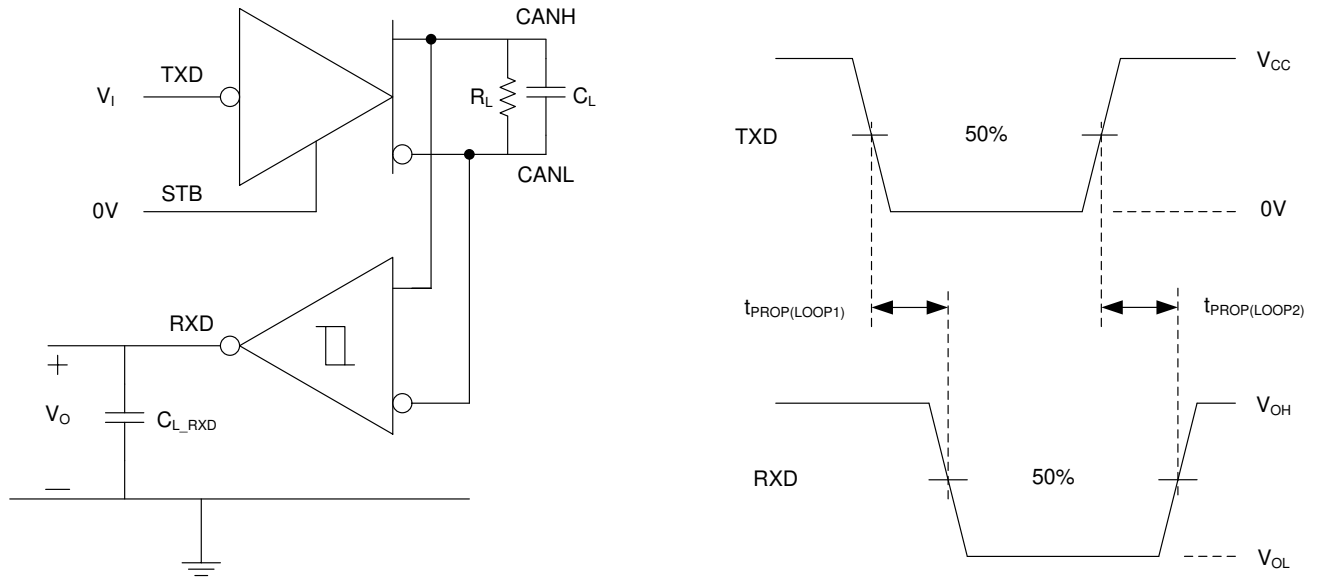 CANH
TXD
V_I
R_L
C_L
CANL
STB
0V
RXD
+
V_O
C_L_RXD
—
V_CC
TXD
50%
0V
t_PROP(LOOP1)
t_PROP(LOOP2)
V_OH
RXD
50%
V_OL